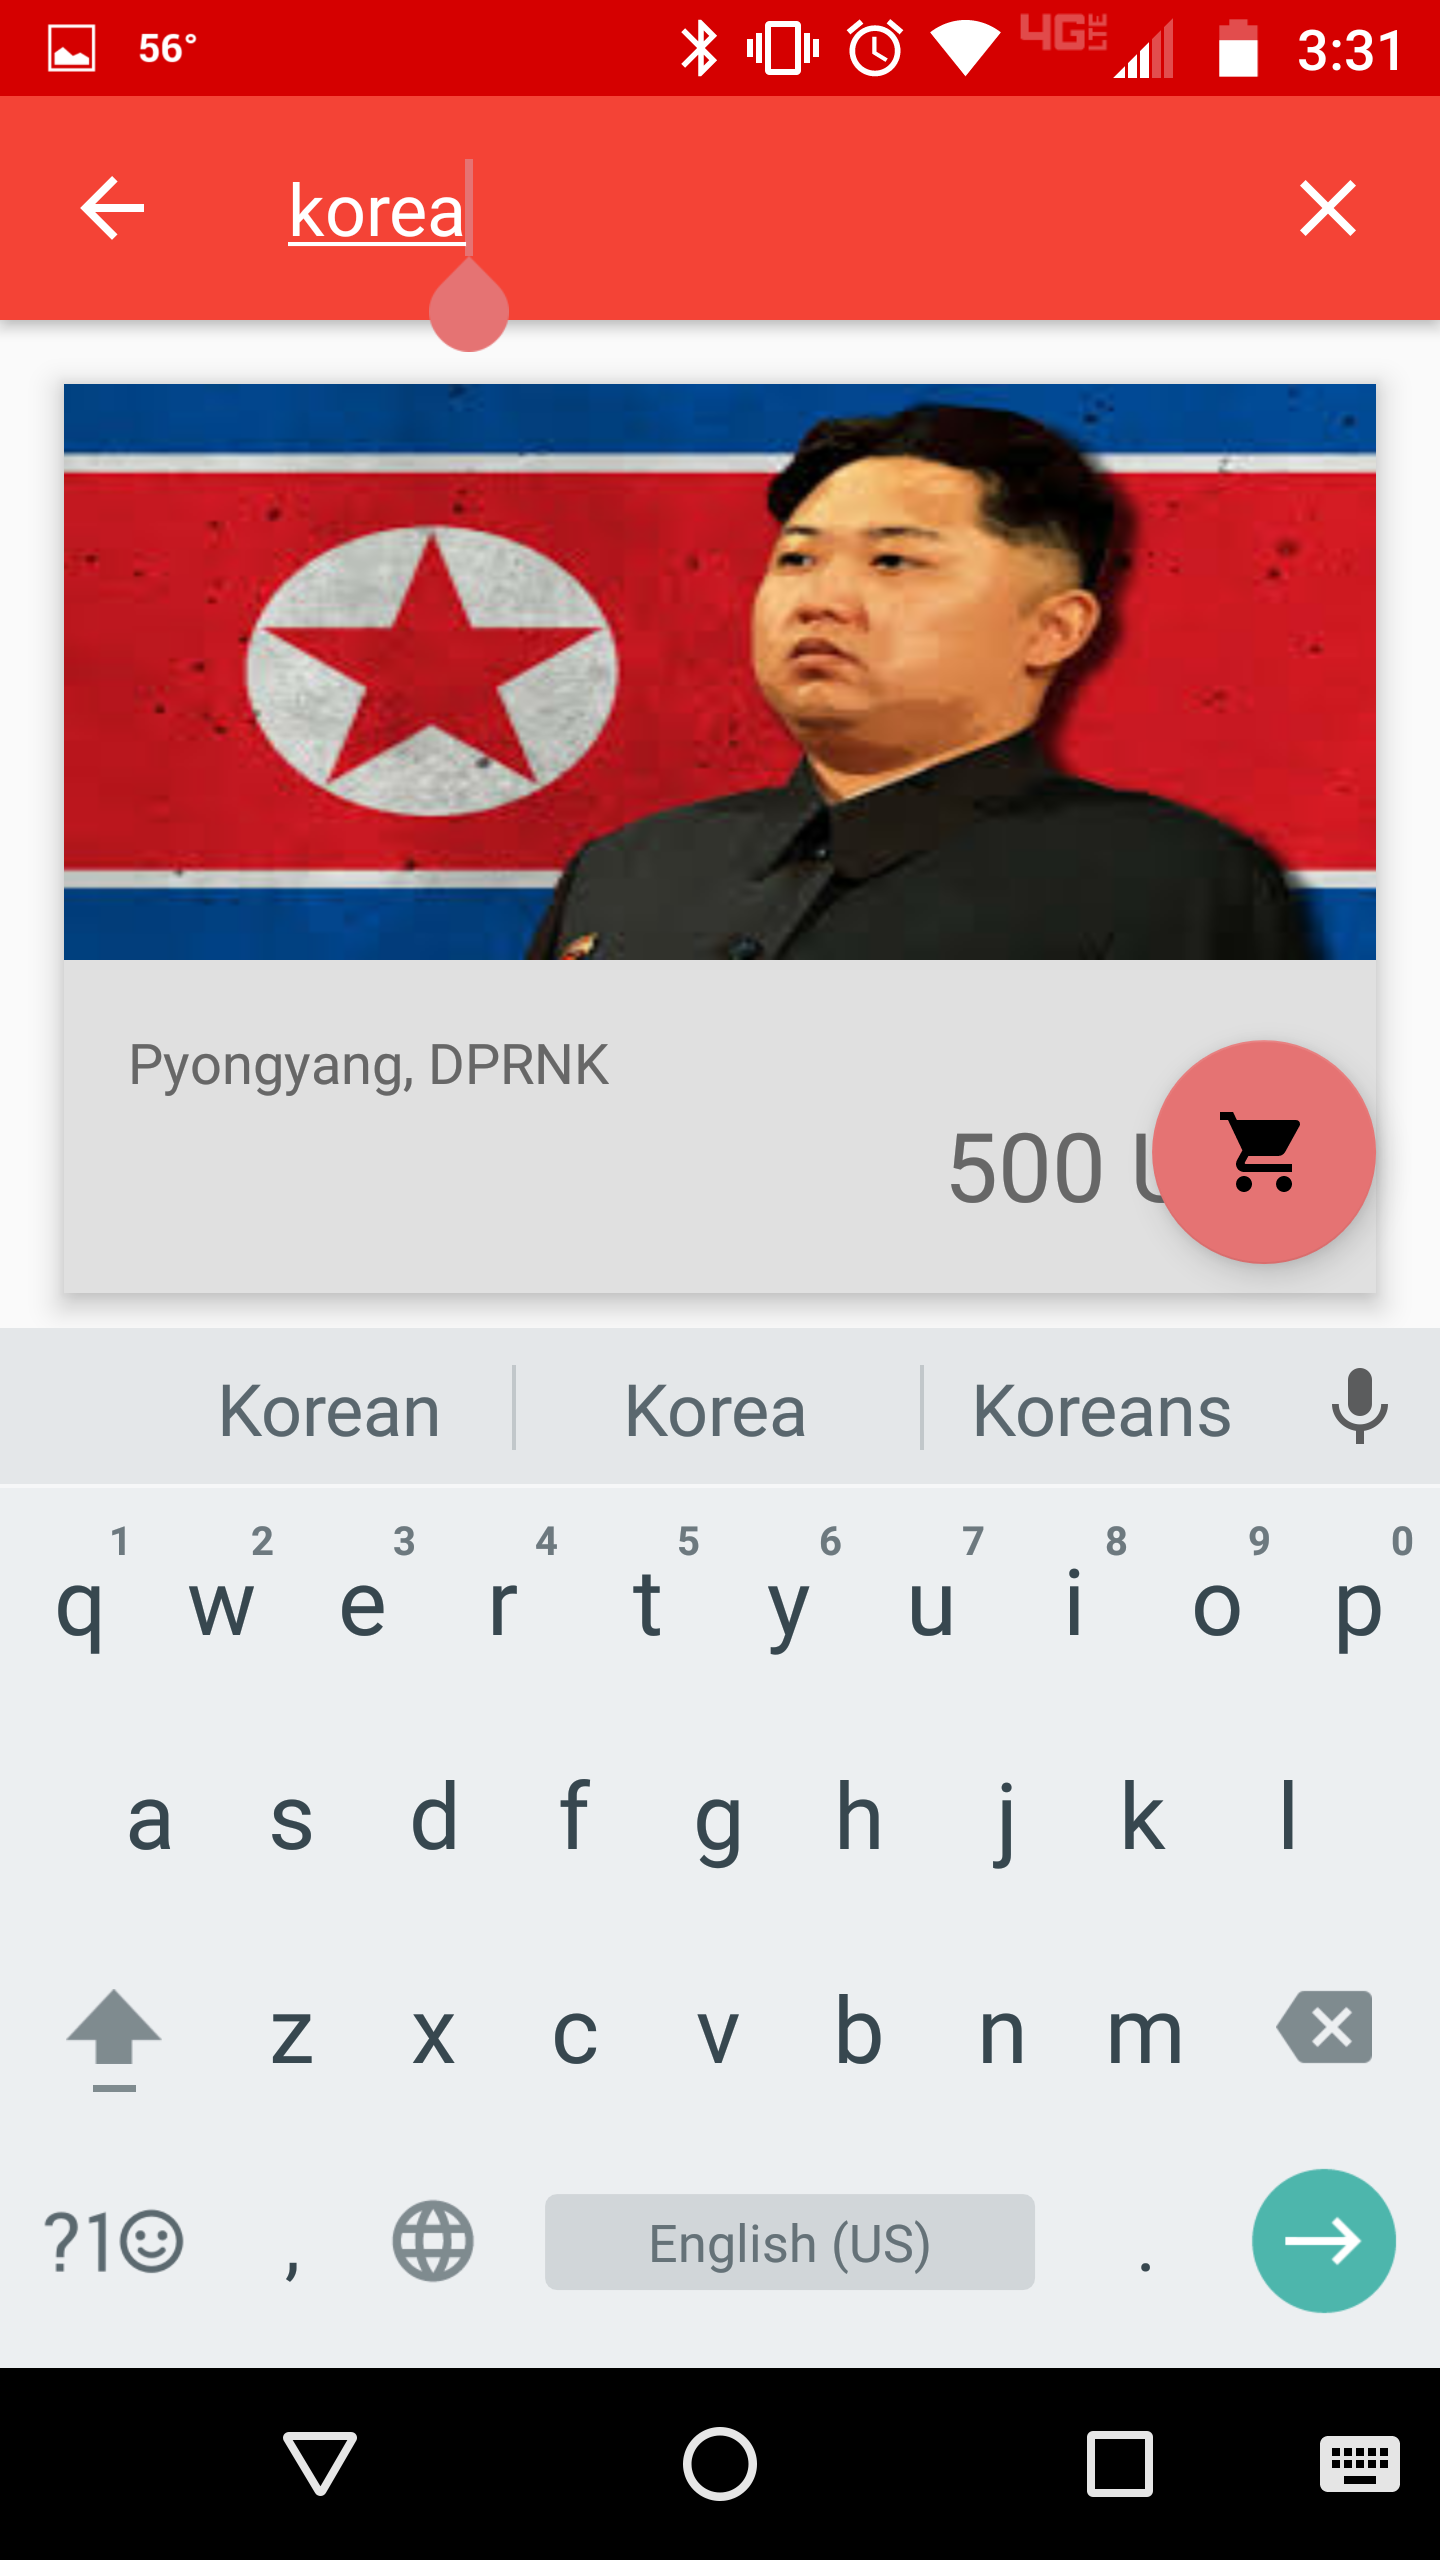 56°
4G LTE
3:31
korea
Pyongyang, DPRNK
500
Korean Korea Koreans
1 2 3 4 5 6 7 8 9 0
q w e r t y u i o p
a s d f g h j k l
z x c v b n m
?1 , English (US) .